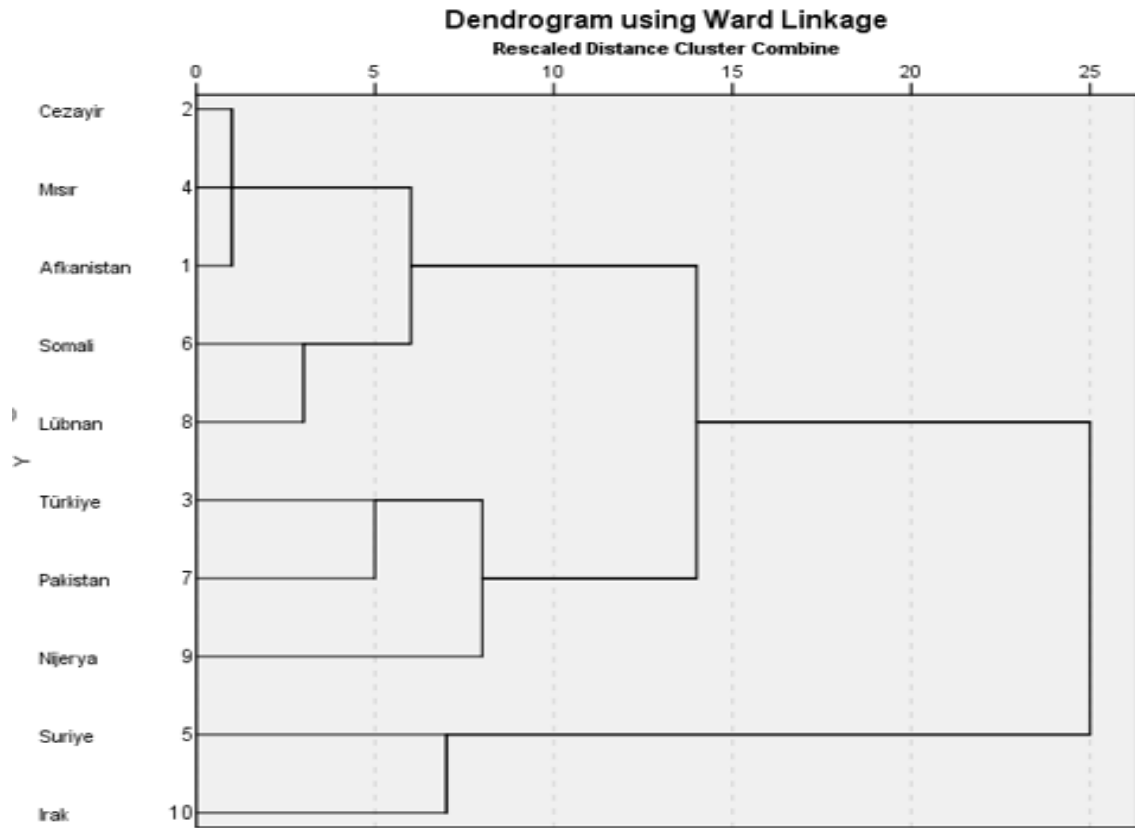 Dendrogram using Ward Linkage
Rescaled Distance Cluster Combine
0 5 10 15 20 25
Cezayir 2
Mısır 4
Afkanistan 1
Somali 6
Lübnan 8
Y
Türkiye 3
Pakistan 7
Nijerya 9
Suriye 5
Irak 10